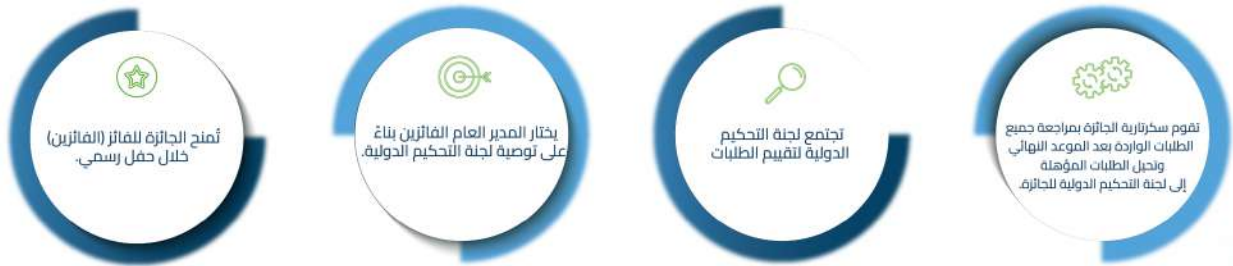 تقوم سكرتارية الجائزة بمراجعة جميع
الطلبات الواردة بعد الموعد النهائي
وتحيل الطلبات المؤهلة
إلى لجنة التحكيم الدولية للجائزة.
تجتمع لجنة التحكيم
الدولية لتقييم الطلبات
يختار المدير العام الفائزين بناءً
على توصية لجنة التحكيم الدولية.
تُمنح الجائزة للفائز (الفائزين)
خلال حفل رسمي.